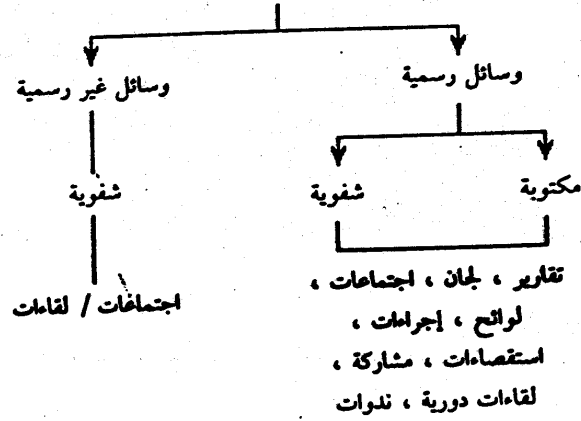 وسائل رسمية
وسائل غير رسمية
مكتوبة
شفوية
شفوية
تقارير ، لجان ، اجتماعات ،
لوائح ، إجراءات ،
استقصاءات ، مشاركة ،
لقاءات دورية ، ندوات
اجتماعات / لقاءات